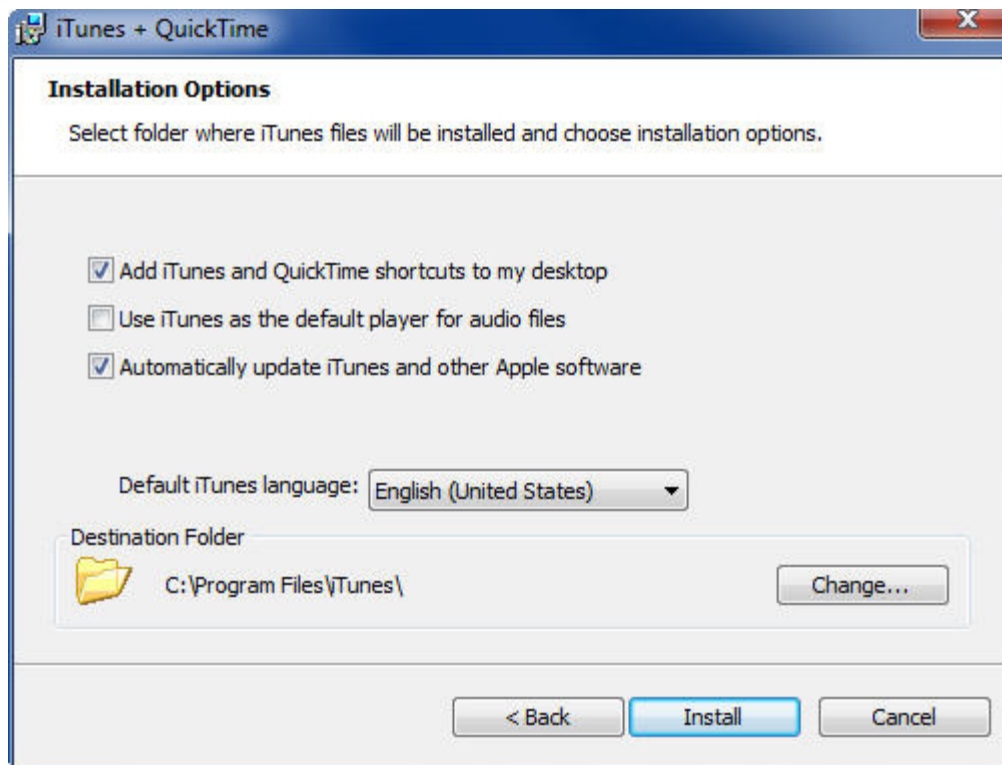 iTunes + QuickTime
Installation Options
Select folder where iTunes files will be installed and choose installation options.
Add iTunes and QuickTime shortcuts to my desktop
Use iTunes as the default player for audio files
Automatically update iTunes and other Apple software
Default iTunes language: English (United States)
Destination Folder
C:\Program Files\iTunes\ Change...
< Back Install Cancel